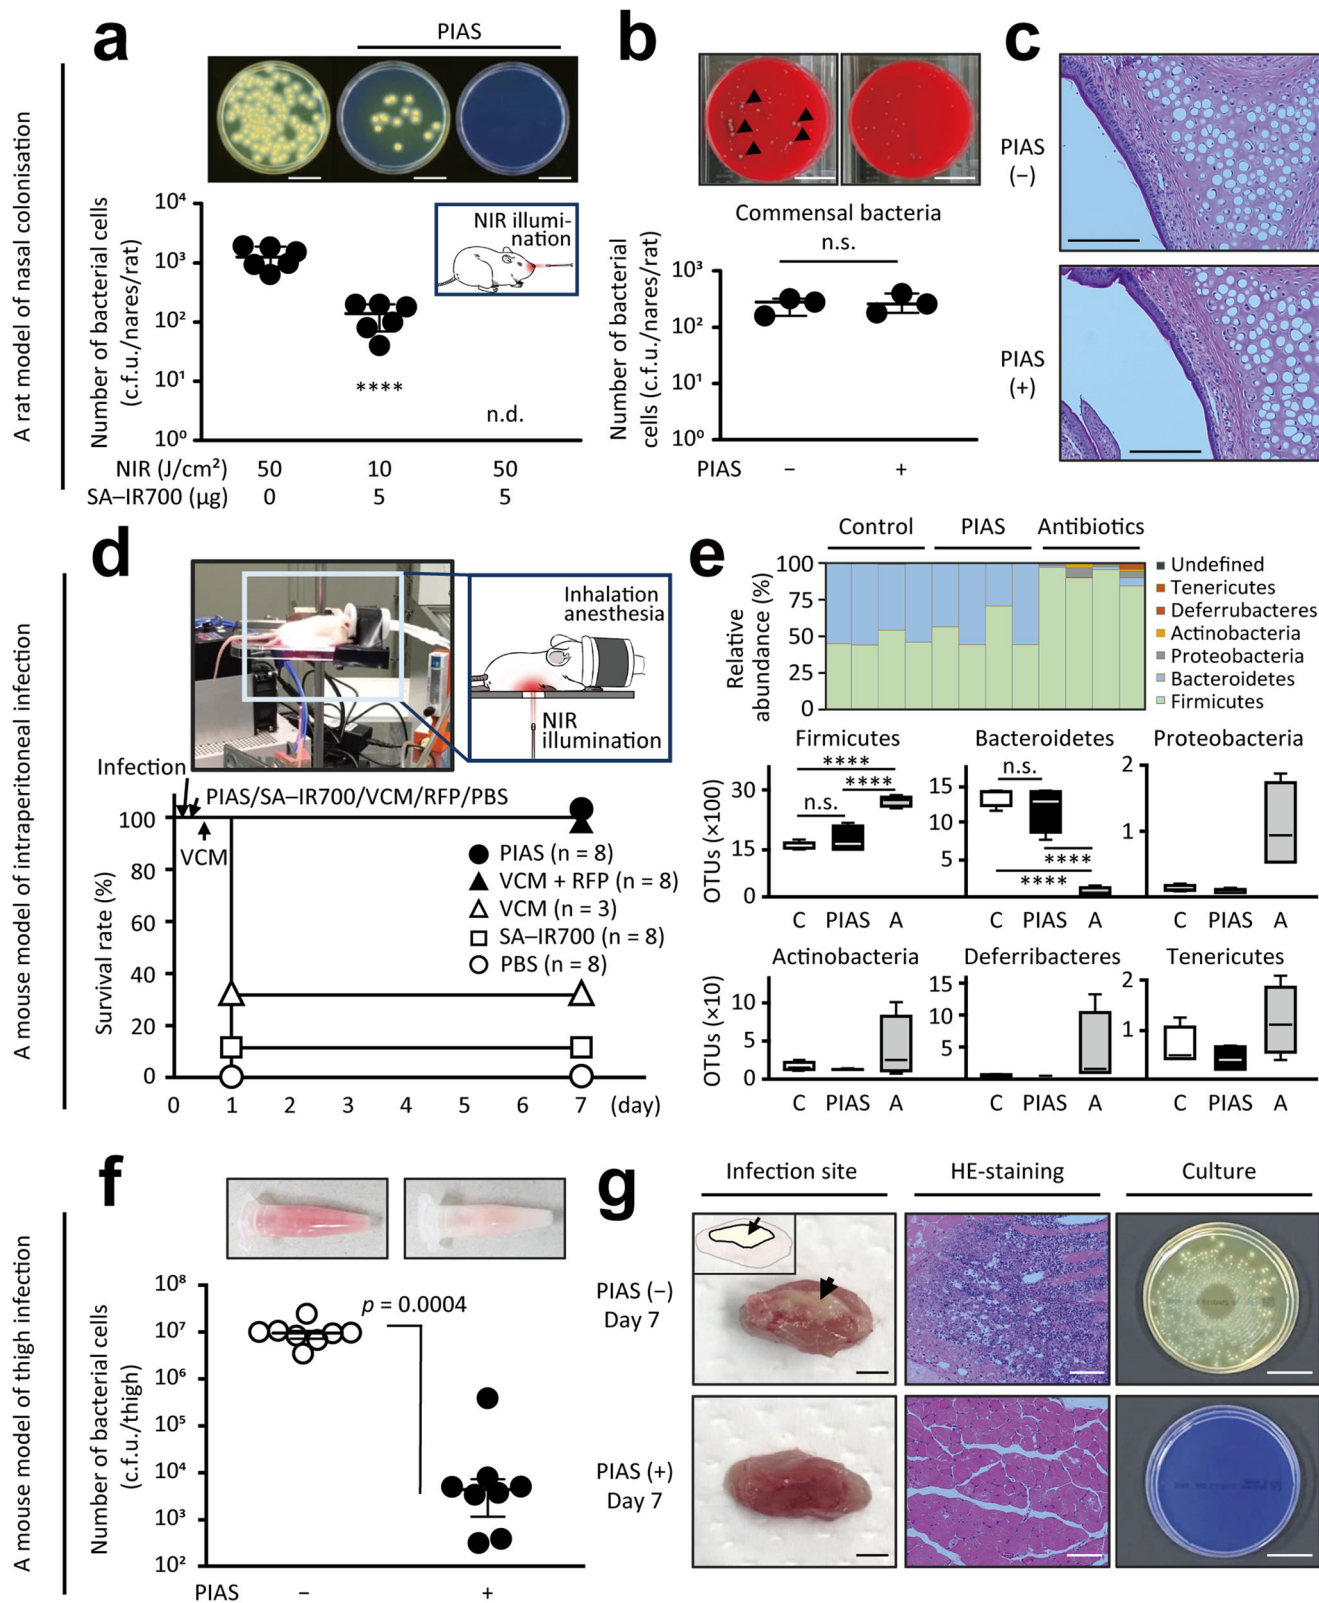 A rat model of nasal colonisation
a
PIAS
Number of bacterial cells
(c.f.u./nares/rat)
10⁴
10³
10²
10¹
10⁰
NIR illumi-
nation
****
n.d.
NIR (J/cm²) 50 10 50
SA–IR700 (µg) 0 5 5
b
Commensal bacteria
n.s.
Number of bacterial
cells (c.f.u./nares/rat)
10³
10²
10¹
10⁰
PIAS − +
c
PIAS
(−)
PIAS
(+)
A mouse model of intraperitoneal infection
d
Inhalation
anesthesia
NIR
illumination
Infection
PIAS/SA–IR700/VCM/RFP/PBS
VCM
Survival rate (%)
100
80
60
40
20
0
PIAS (n = 8)
VCM + RFP (n = 8)
VCM (n = 3)
SA–IR700 (n = 8)
PBS (n = 8)
0 1 2 3 4 5 6 7 (day)
e
Control PIAS Antibiotics
Relative
abundance (%)
100
75
50
25
0
Undefined
Tenericutes
Deferrubacteres
Actinobacteria
Proteobacteria
Bacteroidetes
Firmicutes
Firmicutes
OTUs (×100)
30
15
0
****
****
n.s.
C PIAS A
Bacteroidetes
15
10
5
n.s.
****
****
C PIAS A
Proteobacteria
2
1
C PIAS A
Actinobacteria
OTUs (×10)
10
5
0
C PIAS A
Deferribacteres
15
10
5
C PIAS A
Tenericutes
2
1
C PIAS A
A mouse model of thigh infection
f
Number of bacterial cells
(c.f.u./thigh)
10⁸
10⁷
10⁶
10⁵
10⁴
10³
10²
p = 0.0004
PIAS − +
g
Infection site HE-staining Culture
PIAS (−)
Day 7
PIAS (+)
Day 7